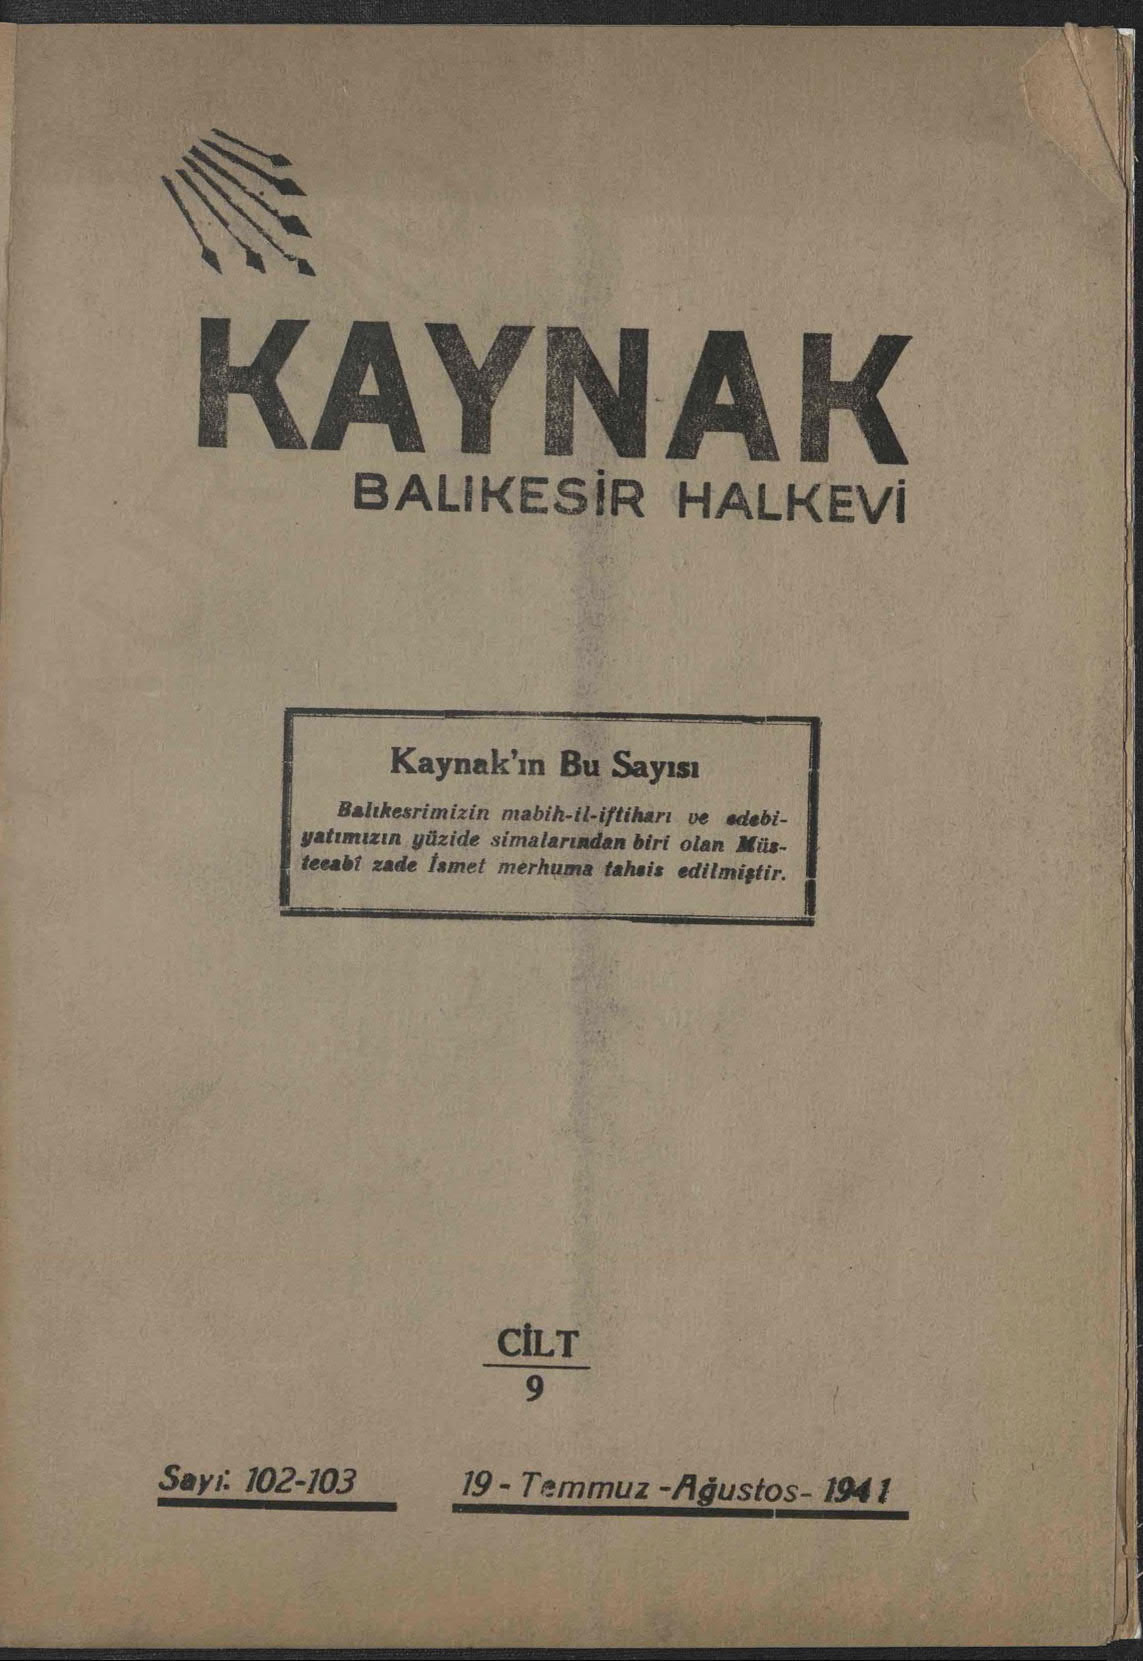 KAYNAK
BALIKESİR HALKEVİ
Kaynak'ın Bu Sayısı
Balıkesrimizin mabih-il-iftiharı ve edebi-
yatımızın yüzide simalarından biri olan Müs-
tecabî zade İsmet merhuma tahsis edilmiştir.
CİLT
9
Sayı: 102-103
19 - Temmuz -Ağustos- 1941